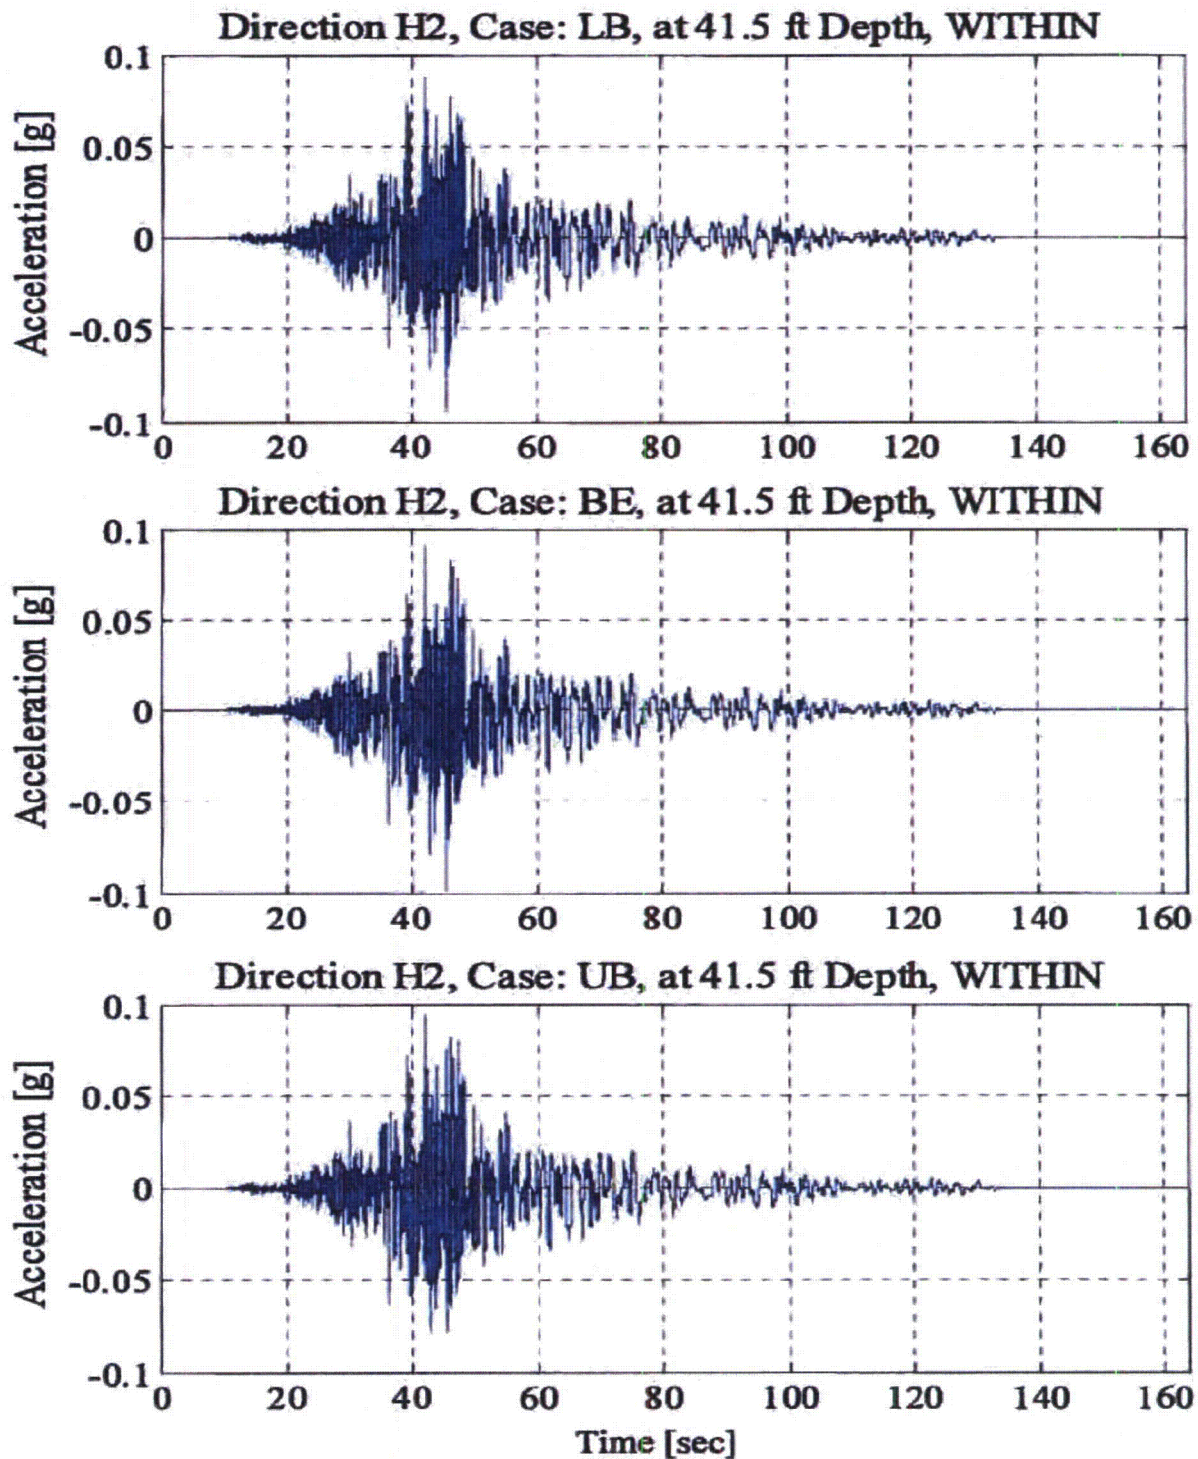 Direction H2, Case: LB, at 41.5 ft Depth, WITHIN
0.1
0.05
0
-0.05
-0.1
Acceleration [g]
0 20 40 60 80 100 120 140 160
Direction H2, Case: BE, at 41.5 ft Depth, WITHIN
0.1
0.05
0
-0.05
-0.1
Acceleration [g]
0 20 40 60 80 100 120 140 160
Direction H2, Case: UB, at 41.5 ft Depth, WITHIN
0.1
0.05
0
-0.05
-0.1
Acceleration [g]
0 20 40 60 80 100 120 140 160
Time [sec]